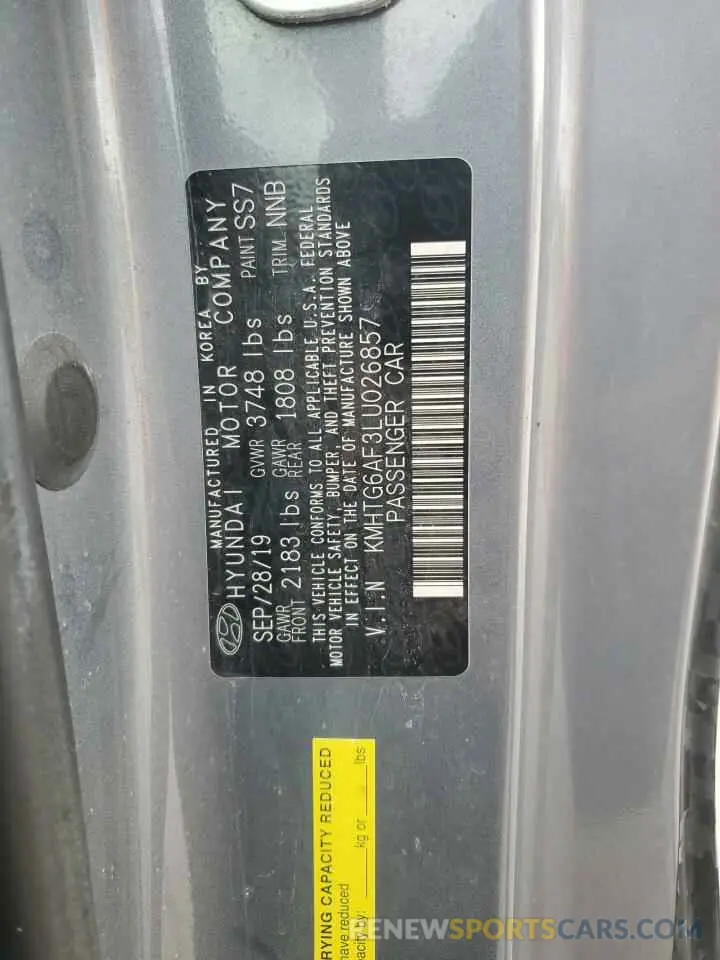 MANUFACTURED IN KOREA BY
HYUNDAI MOTOR COMPANY
SEP/28/19 GVWR 3748 lbs PAINT SS7
GAWR FRONT 2183 lbs GAWR REAR 1808 lbs TRIM NNB
THIS VEHICLE CONFORMS TO ALL APPLICABLE U.S.A. FEDERAL
MOTOR VEHICLE SAFETY, BUMPER, AND THEFT PREVENTION STANDARDS
IN EFFECT ON THE DATE OF MANUFACTURE SHOWN ABOVE
V.I.N KMHTG6AF3LU026857
PASSENGER CAR
RYING CAPACITY REDUCED
have reduced
acity by: ____ kg or ____ lbs
RENEWSPORTSCARS.COM